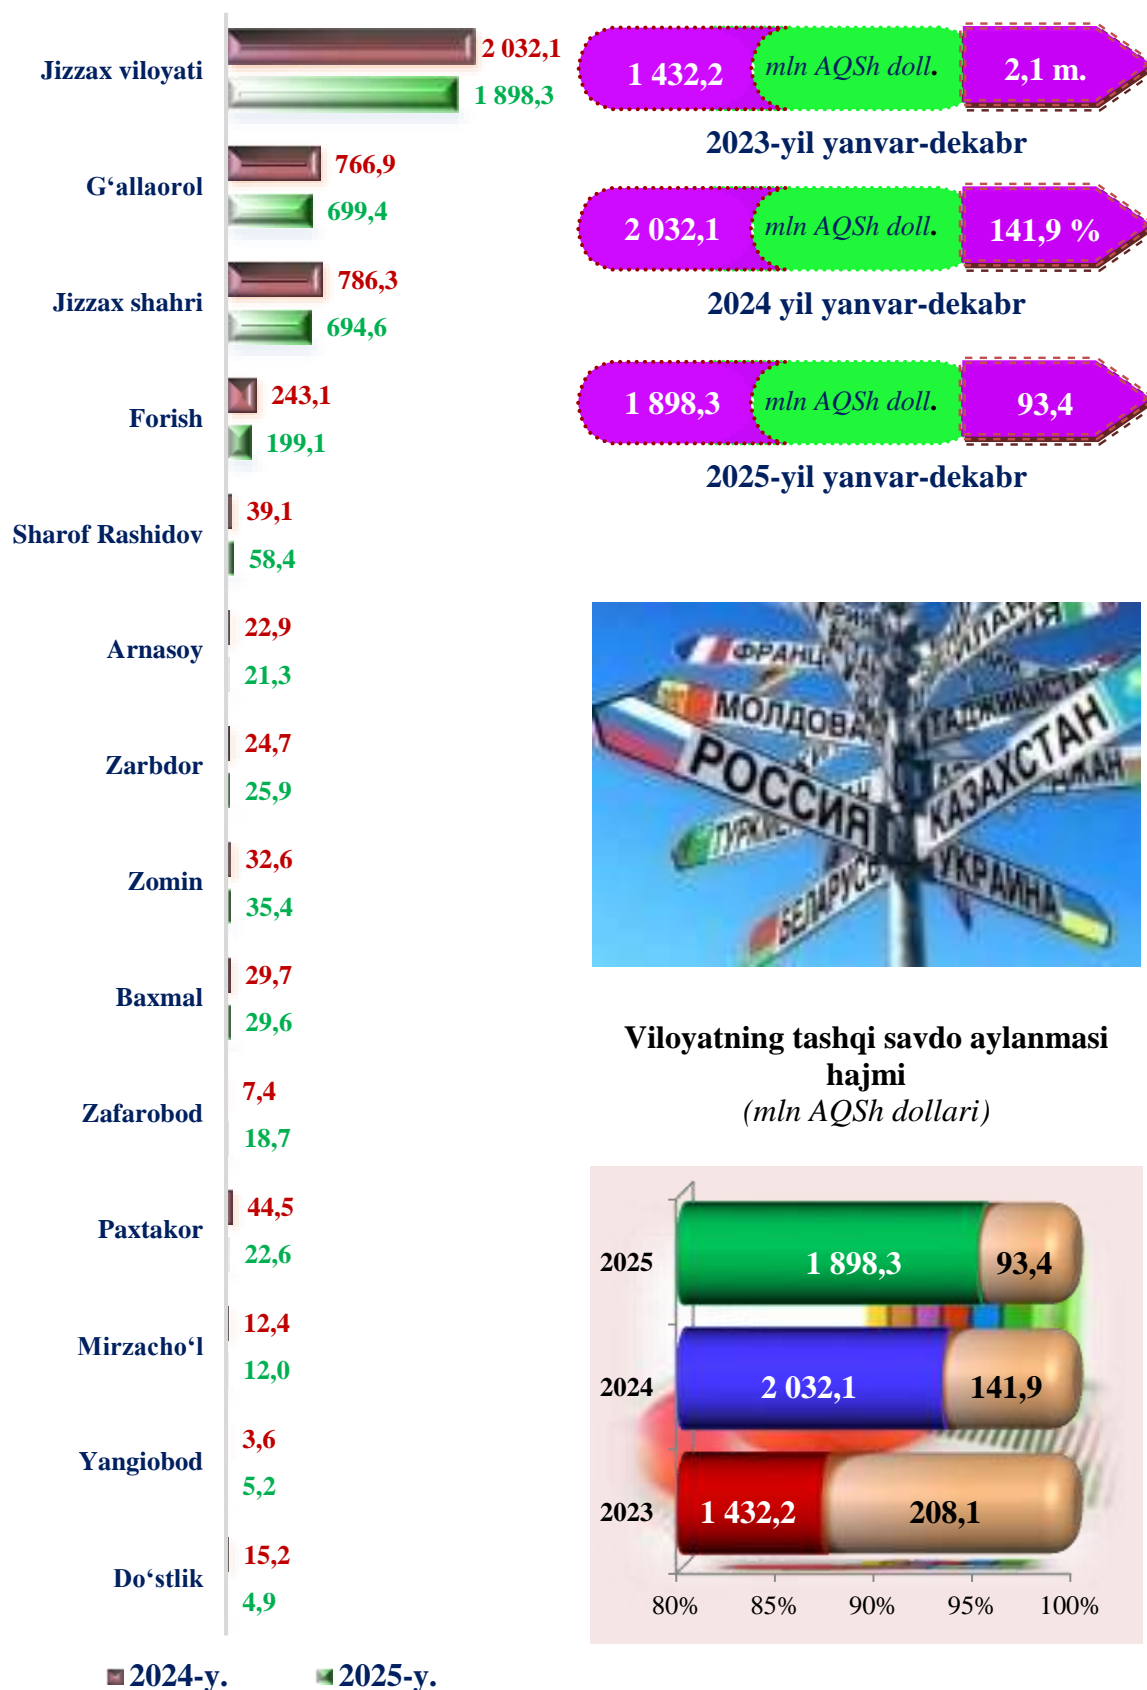 Jizzax viloyati
2 032,1
1 898,3
G‘allaorol
766,9
699,4
Jizzax shahri
786,3
694,6
Forish
243,1
199,1
Sharof Rashidov
39,1
58,4
Arnasoy
22,9
21,3
Zarbdor
24,7
25,9
Zomin
32,6
35,4
Baxmal
29,7
29,6
Zafarobod
7,4
18,7
Paxtakor
44,5
22,6
Mirzacho‘l
12,4
12,0
Yangiobod
3,6
5,2
Do‘stlik
15,2
4,9
2024-y. 2025-y.
1 432,2 mln AQSh doll. 2,1 m.
2023-yil yanvar-dekabr
2 032,1 mln AQSh doll. 141,9 %
2024 yil yanvar-dekabr
1 898,3 mln AQSh doll. 93,4
2025-yil yanvar-dekabr
МОЛДОВА
ТАДЖИКИСТАН
РОССИЯ
КАЗАХСТАН
БЕЛАРУСЬ
УКРАИНА
Viloyatning tashqi savdo aylanmasi
hajmi
(mln AQSh dollari)
2025 1 898,3 93,4
2024 2 032,1 141,9
2023 1 432,2 208,1
80% 85% 90% 95% 100%